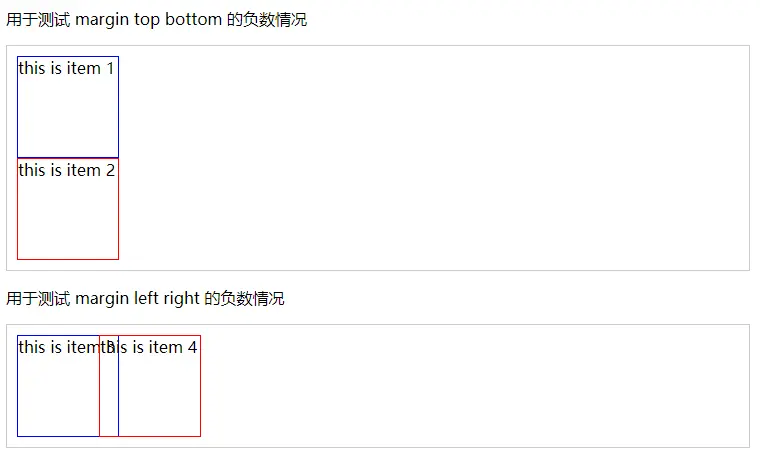 用于测试 margin top bottom 的负数情况
this is item 1
this is item 2
用于测试 margin left right 的负数情况
this is item 3
this is item 4